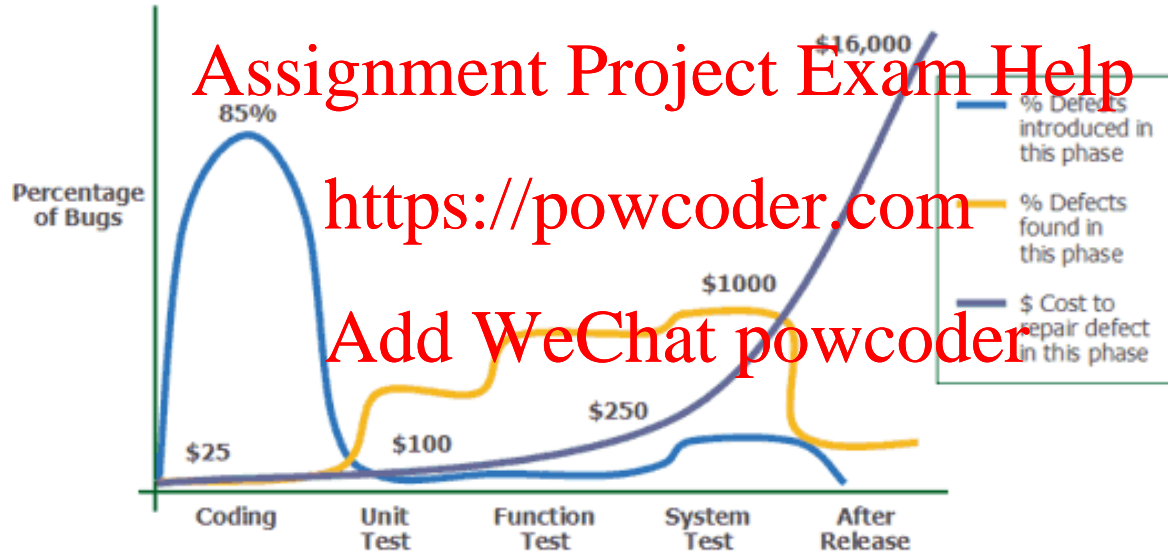 $16,000
Assignment Project Exam Help
85%
% Defects
introduced in
this phase
Percentage
of Bugs
https://powcoder.com
% Defects
found in
this phase
$1000
$ Cost to
repair defect
in this phase
Add WeChat powcoder
$250
$100
$25
Coding
Unit
Test
Function
Test
System
Test
After
Release